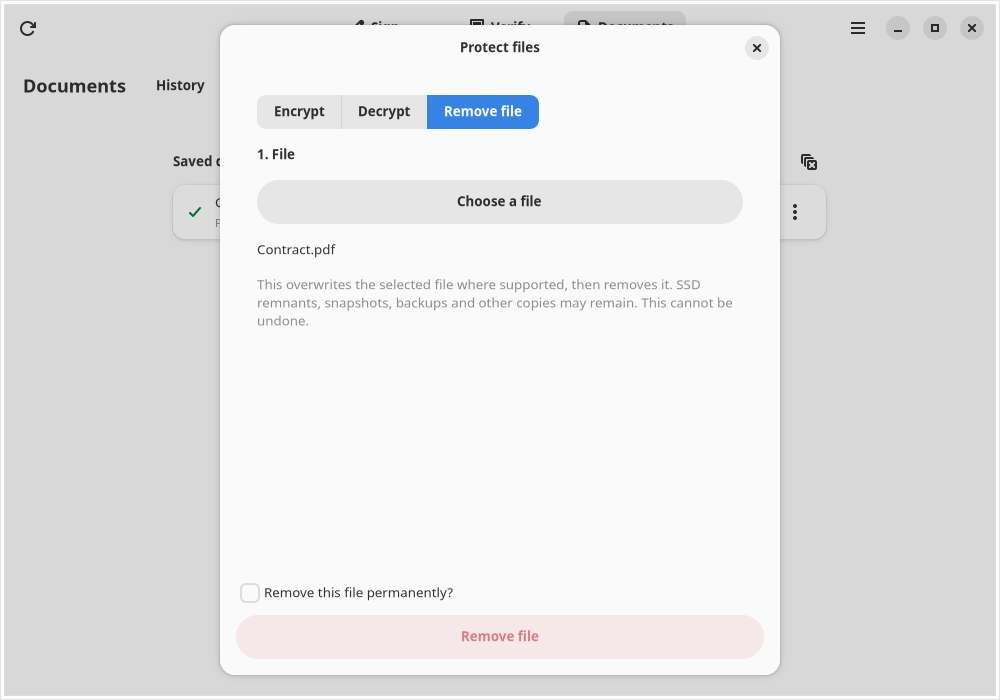 Documents
History
Protect files
Encrypt
Decrypt
Remove file
1. File
Saved
Choose a file
Contract.pdf
This overwrites the selected file where supported, then removes it. SSD
remnants, snapshots, backups and other copies may remain. This cannot be
undone.
Remove this file permanently?
Remove file